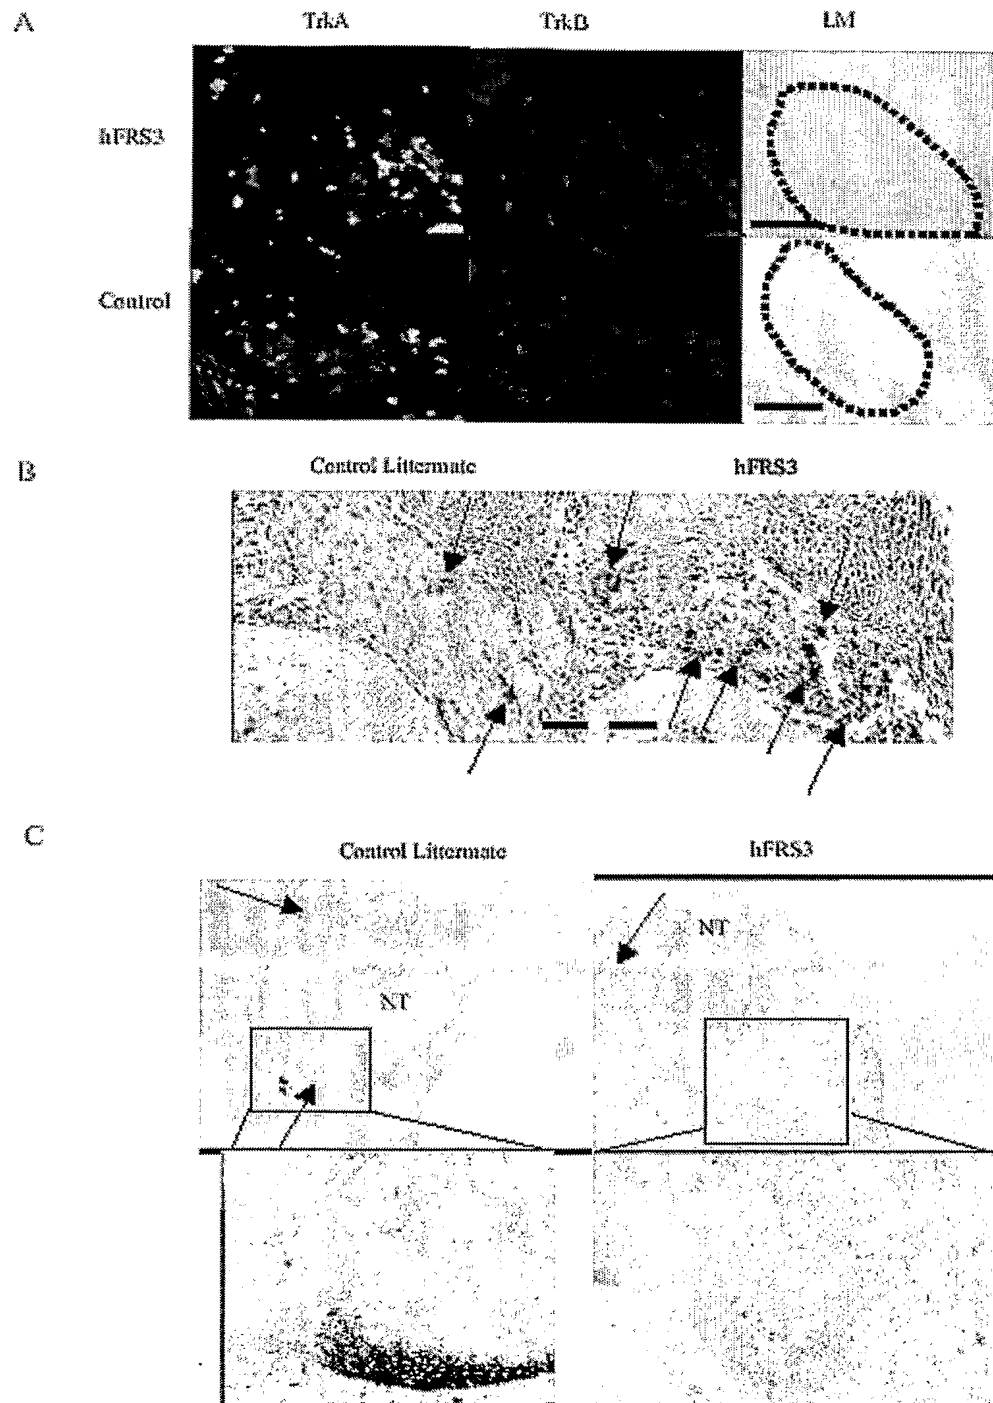 A
TrkA TrkB LM
hFRS3
Control
B
Control Littermate hFRS3
C
Control Littermate hFRS3
NT
NT